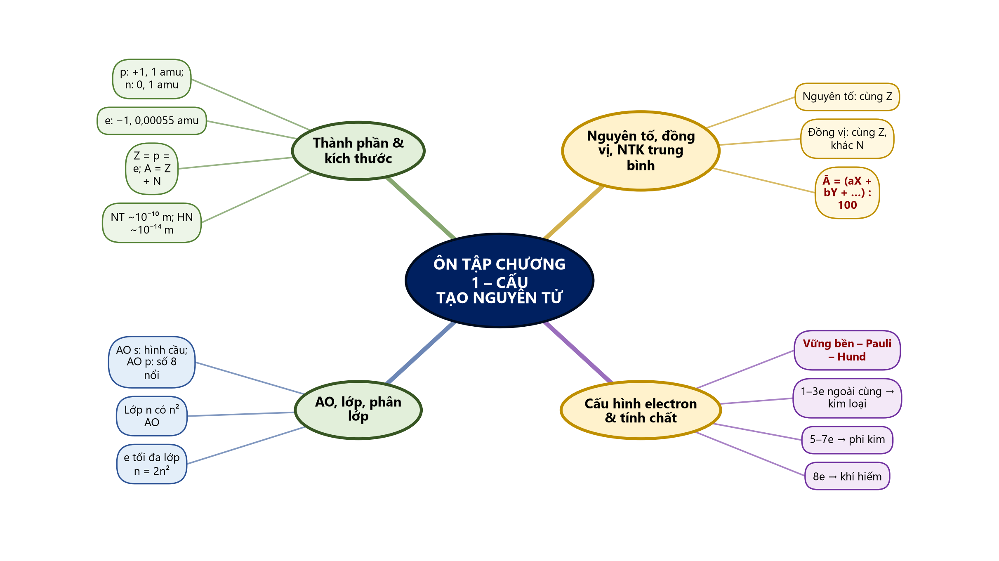 ÔN TẬP CHƯƠNG
1 – CẤU
TẠO NGUYÊN TỬ
Thành phần &
kích thước
p: +1, 1 amu;
n: 0, 1 amu
e: −1, 0,00055 amu
Z = p =
e; A = Z
+ N
NT ~10⁻¹⁰ m; HN
~10⁻¹⁴ m
Nguyên tố, đồng
vị, NTK trung
bình
Nguyên tố: cùng Z
Đồng vị: cùng Z,
khác N
Ā = (aX +
bY + …) :
100
AO, lớp, phân
lớp
AO s: hình cầu;
AO p: số 8
nổi
Lớp n có n²
AO
e tối đa lớp
n = 2n²
Cấu hình electron
& tính chất
Vững bền – Pauli
– Hund
1–3e ngoài cùng →
kim loại
5–7e → phi kim
8e → khí hiếm